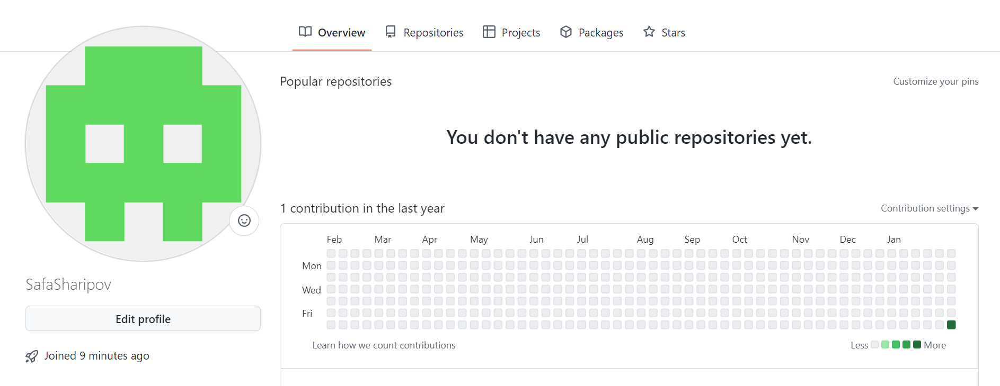 Overview Repositories Projects Packages Stars
Popular repositories Customize your pins
You don't have any public repositories yet.
1 contribution in the last year Contribution settings
Feb Mar Apr May Jun Jul Aug Sep Oct Nov Dec Jan
Mon
Wed
Fri
Learn how we count contributions Less More
SafaSharipov
Edit profile
Joined 9 minutes ago